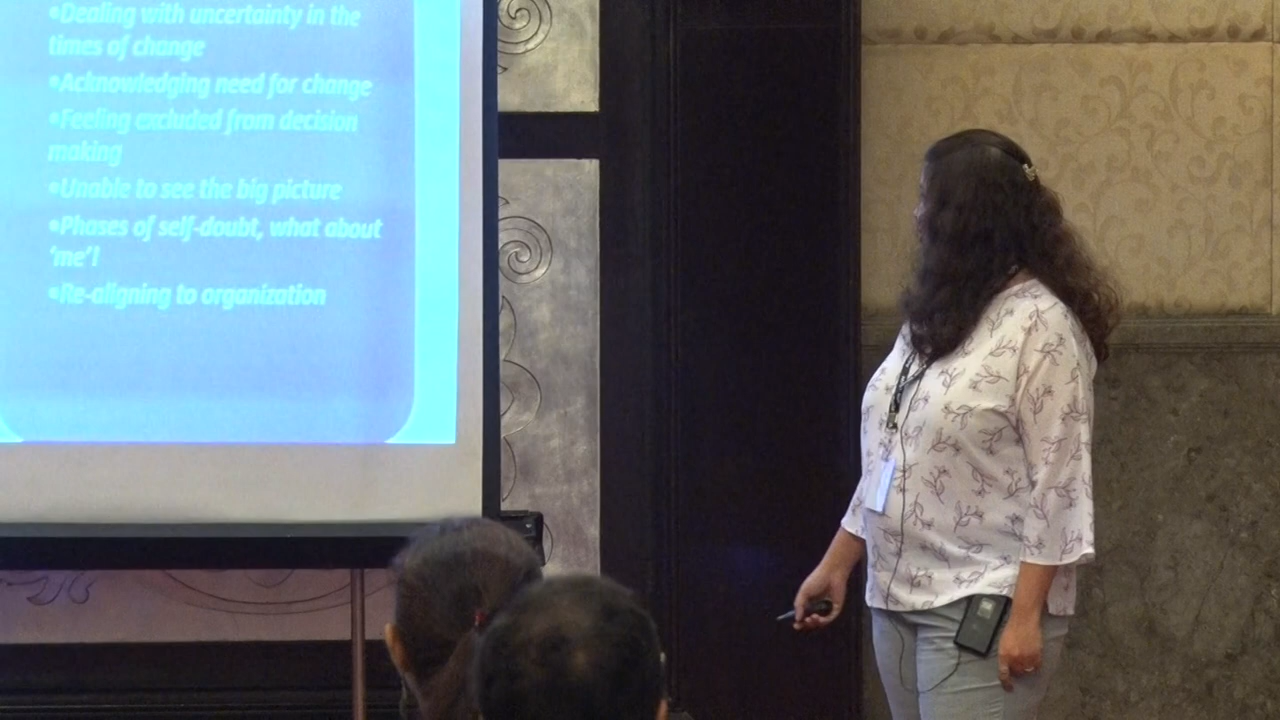 •Dealing with uncertainty in the
times of change
•Acknowledging need for change
•Feeling excluded from decision
making
•Unable to see the big picture
•Phases of self-doubt, what about
‘me’!
•Re-aligning to organization